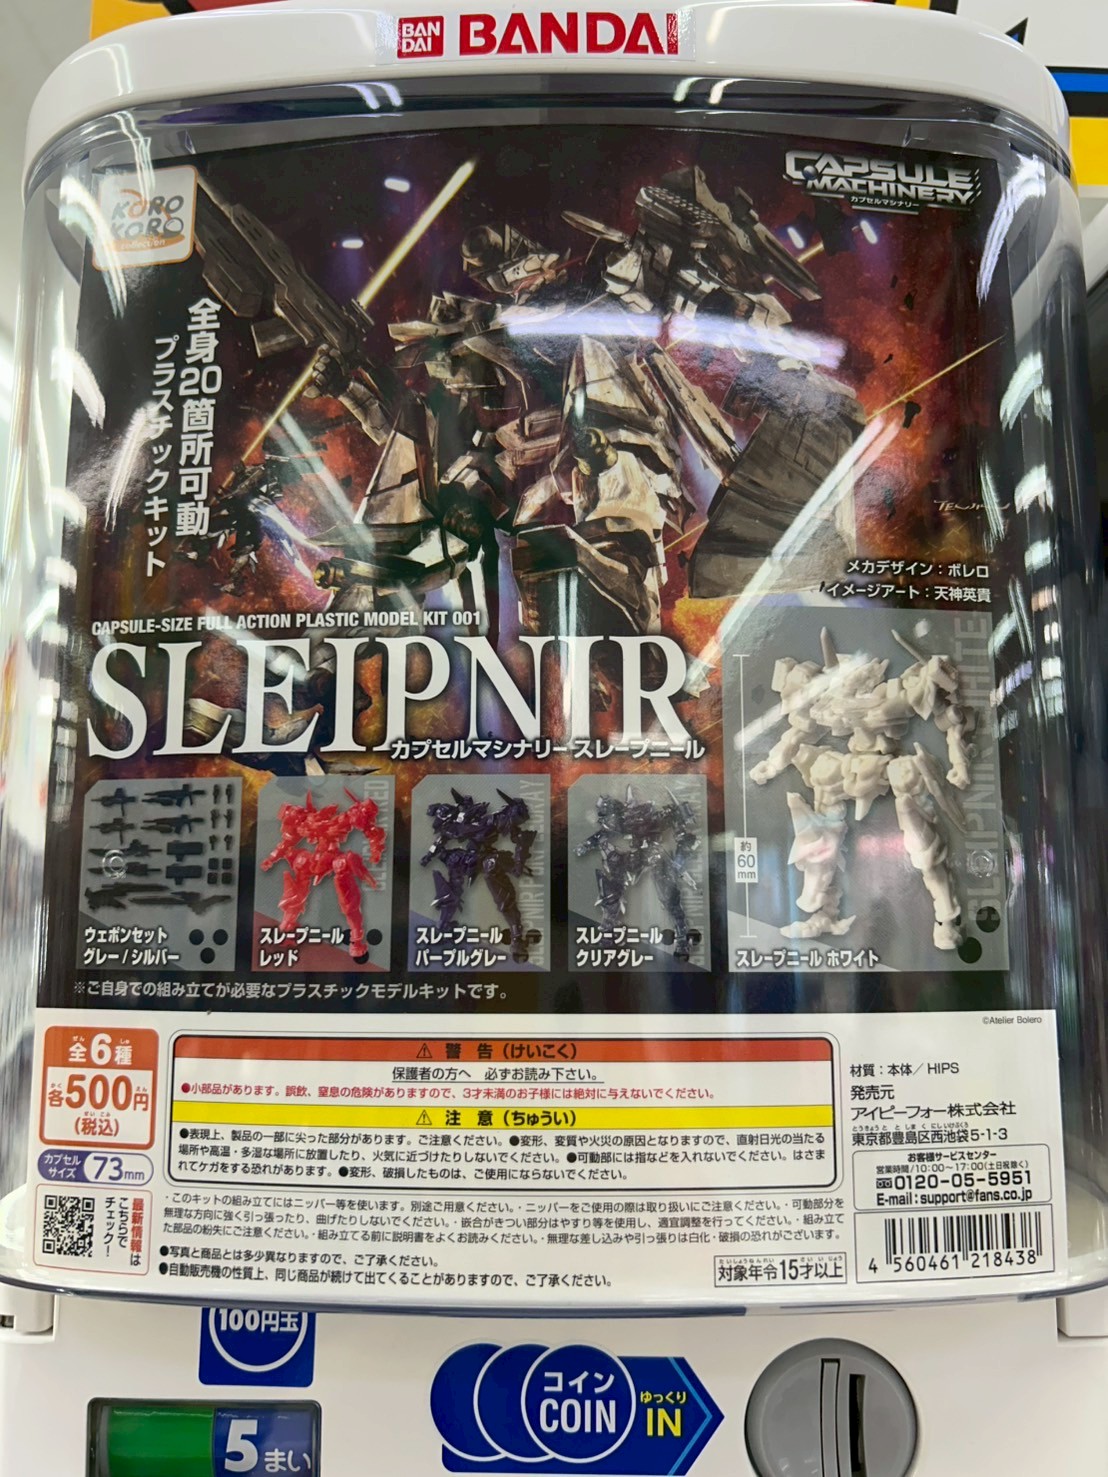 BAN
DAI
BANDAI
KORO
KORO
collection
CAPSULE
MACHINERY
カプセルマシナリー
全身20箇所可動
プラスチックキット
メカデザイン：ボレロ
イメージアート：天神英貴
CAPSULE-SIZE FULL ACTION PLASTIC MODEL KIT 001
SLEIPNIR
カプセルマシナリー スレープニール
約
60
mm
SLEIPNIR WHITE
ウェポンセット
グレー/シルバー
スレープニール
レッド
スレープニール
パープルグレー
スレープニール
クリアグレー
スレープニール ホワイト
※ご自身での組み立てが必要なプラスチックモデルキットです。
©Atelier Bolero
全6種
各500円
(税込)
カプセル
サイズ
73mm
最新情報は
こちらで
チェック！
⚠ 警 告（けいこく）
保護者の方へ 必ずお読み下さい。
●小部品があります。誤飲、窒息の危険がありますので、3才未満のお子様には絶対に与えないでください。
⚠ 注 意（ちゅうい）
●表現上、製品の一部に尖った部分があります。ご注意ください。●変形、変質や火災の原因となりますので、直射日光の当たる
場所や高温・多湿な場所に放置したり、火気に近づけたりしないでください。●可動部には指などを入れないでください。はさま
れてケガをする恐れがあります。●変形、破損したものは、ご使用にならないでください。
・このキットの組み立てにはニッパー等を使います。別途ご用意ください。・ニッパーをご使用の際は取り扱いにご注意ください。・可動部分を
無理な方向に強く引っ張ったり、曲げたりしないでください。・嵌合がきつい部分はやすり等を使用し、適宜調整を行ってください。・組み立て
た部品の紛失にご注意ください。・組み立てる前に説明書をよくお読みください。・無理な差し込みや引っ張りは白化・破損の恐れがございます。
●写真と商品とは多少異なりますので、ご了承ください。
●自動販売機の性質上、同じ商品が続けて出てくることがありますので、ご了承ください。
対象年令15才以上
材質：本体／HIPS
発売元
アイピーフォー株式会社
東京都豊島区西池袋5-1-3
お客様サービスセンター
営業時間/10:00～17:00(土日祝除く)
0120-05-5951
E-mail:support@fans.co.jp
4 560461 218438
100円玉
5まい
コイン
COIN
ゆっくり
IN